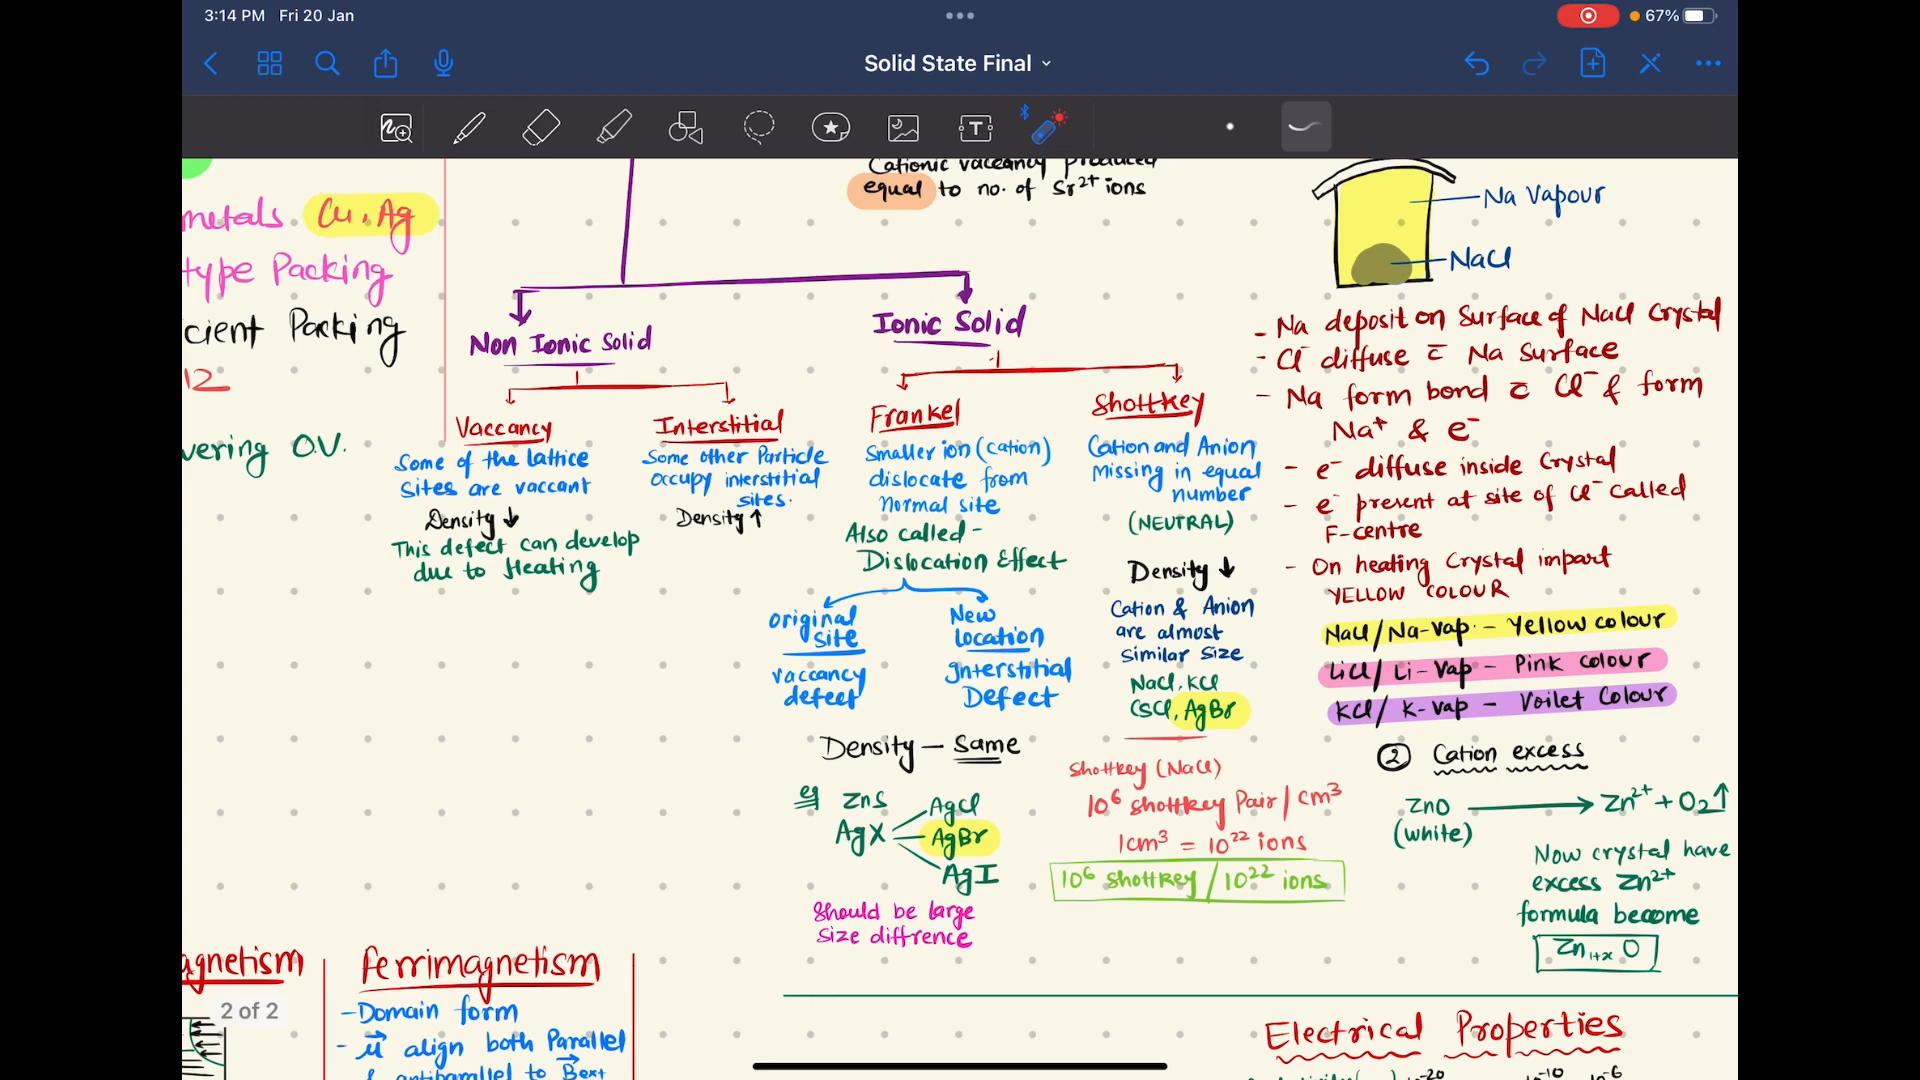 3:14 PM Fri 20 Jan
67%
Solid State Final
metals Cu, Ag
type Packing
cient Packing
12
vering O.V.
Cationic vaccancy produced
equal to no. of Sr2+ ions
Non Ionic Solid
Ionic Solid
Vaccancy
Some of the lattice
Sites are vaccant
Density ↓
This defect can develop
due to Heating
Interstitial
Some other Particle
occupy interstitial
sites.
Density ↑
Frankel
Smaller ion (cation)
dislocate from
Normal site
Also called -
Dislocation Effect
original
site
vaccancy
defect
New
location
Interstitial
Defect
Density — Same
eg ZnS
AgX
AgCl
AgBr
AgI
Should be large
size diffrence
Shottkey
Cation and Anion
Missing in equal
number
(NEUTRAL)
Density ↓
Cation & Anion
are almost
similar size
NaCl, KCl
CsCl, AgBr
Shottkey (NaCl)
10^6 shottkey Pair / cm^3
1cm^3 = 10^22 ions
10^6 shottkey / 10^22 ions
Na Vapour
NaCl
- Na deposit on surface of NaCl Crystal
- Cl- diffuse c̄ Na surface
- Na form bond c̄ Cl- & form
Na+ & e-
- e- diffuse inside Crystal
- e- present at site of Cl- called
F-centre
- On heating Crystal impart
YELLOW COLOUR
NaCl / Na-vap - Yellow colour
LiCl / Li-vap - Pink colour
KCl / K-vap - Voilet Colour
② Cation excess
ZnO → Zn2+ + O2↑
(white)
Now crystal have
excess Zn2+
formula become
Zn1+x O
agnetism
2 of 2
ferrimagnetism
- Domain form
- μ⃗ align both Parallel
& antiparallel to B⃗ext
Electrical Properties